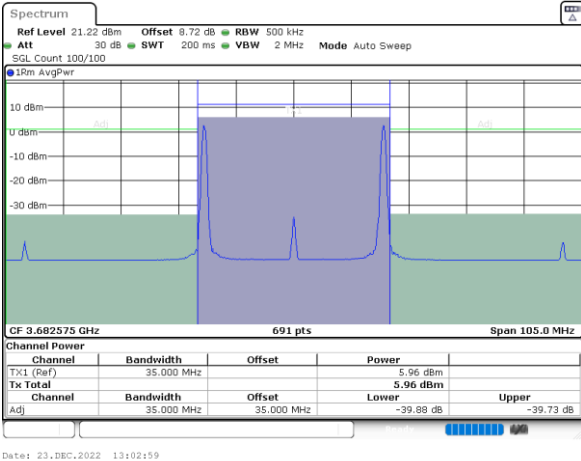 Spectrum
Ref Level 21.22 dBm Offset 8.72 dB RBW 500 kHz
Att 30 dB SWT 200 ms VBW 2 MHz Mode Auto Sweep
SGL Count 100/100
1Rm AvgPwr
10 dBm
Adj Adj
0 dBm
-10 dBm
-20 dBm
-30 dBm
CF 3.682575 GHz 691 pts Span 105.0 MHz
Channel Power
Channel Bandwidth Offset Power
TX1 (Ref) 35.000 MHz 5.96 dBm
Tx Total 5.96 dBm
Channel Bandwidth Offset Lower Upper
Adj 35.000 MHz 35.000 MHz -39.88 dB -39.73 dB
Ready
Date: 23.DEC.2022 13:02:59